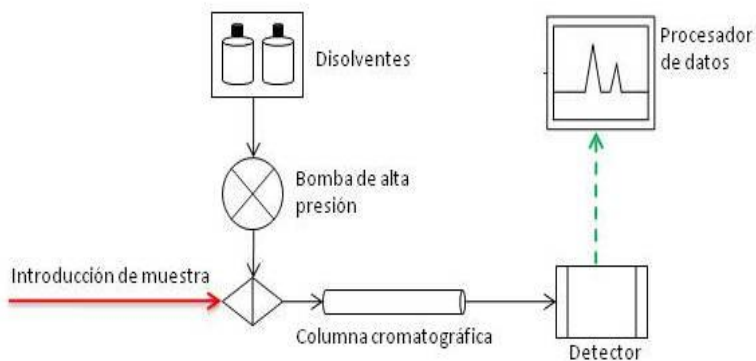 Disolventes
Procesador
de datos
Bomba de alta
presión
Introducción de muestra
Columna cromatográfica
Detector